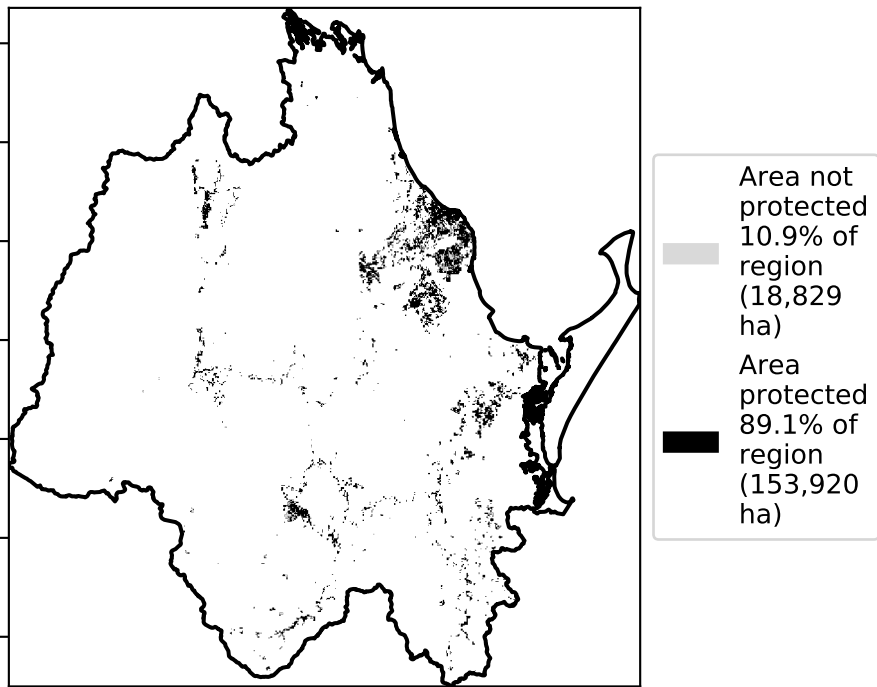 Area not
protected
10.9% of
region
(18,829
ha)
Area
protected
89.1% of
region
(153,920
ha)